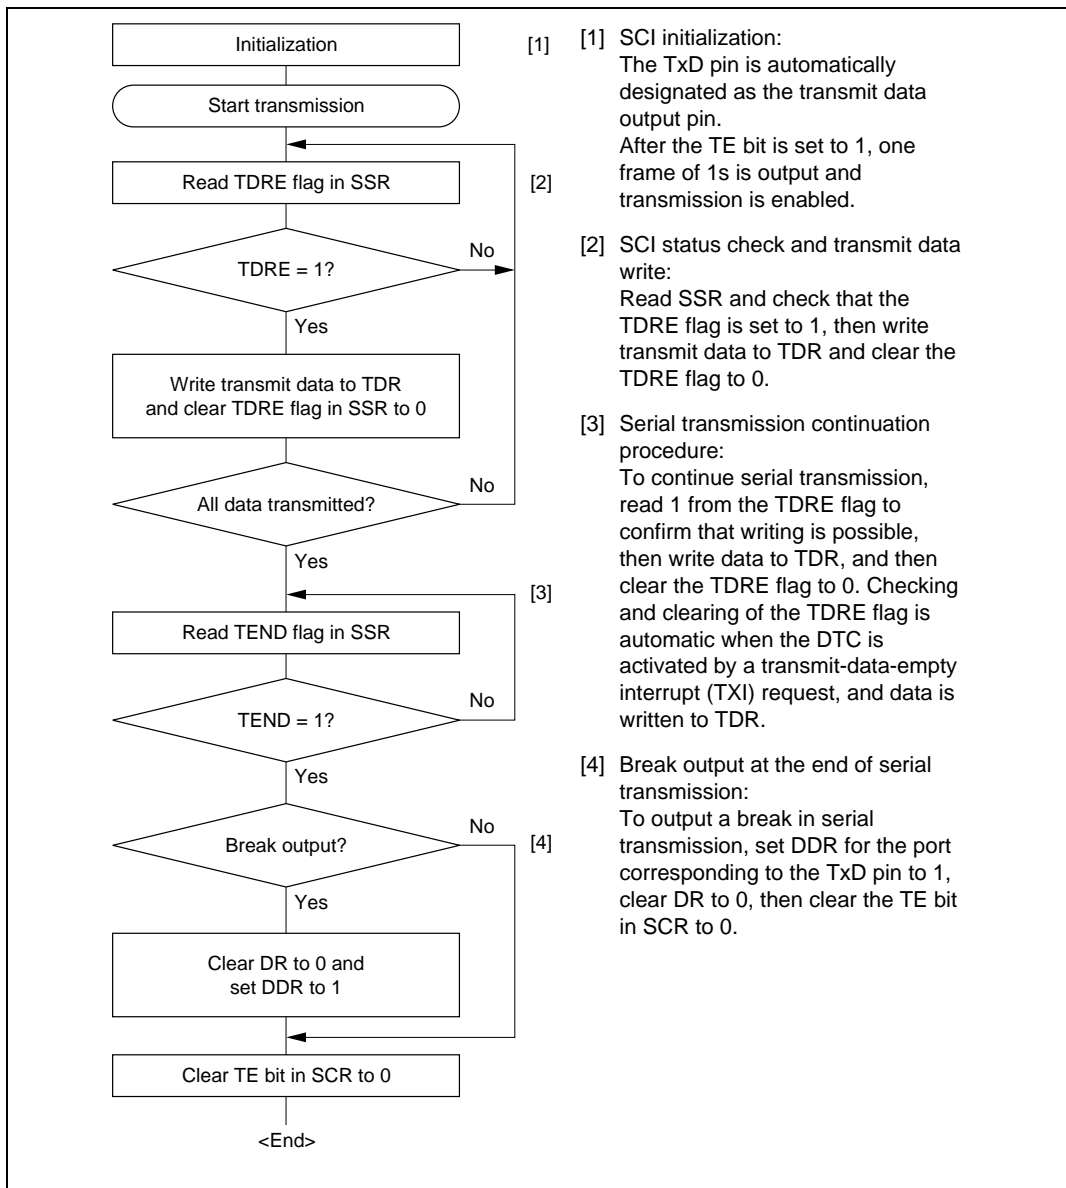 Initialization
[1]
Start transmission
Read TDRE flag in SSR
[2]
TDRE = 1?
No
Yes
Write transmit data to TDR
and clear TDRE flag in SSR to 0
All data transmitted?
No
Yes
[3]
Read TEND flag in SSR
TEND = 1?
No
Yes
Break output?
No
[4]
Yes
Clear DR to 0 and
set DDR to 1
Clear TE bit in SCR to 0
<End>
[1] SCI initialization:
The TxD pin is automatically
designated as the transmit data
output pin.
After the TE bit is set to 1, one
frame of 1s is output and
transmission is enabled.
[2] SCI status check and transmit data
write:
Read SSR and check that the
TDRE flag is set to 1, then write
transmit data to TDR and clear the
TDRE flag to 0.
[3] Serial transmission continuation
procedure:
To continue serial transmission,
read 1 from the TDRE flag to
confirm that writing is possible,
then write data to TDR, and then
clear the TDRE flag to 0. Checking
and clearing of the TDRE flag is
automatic when the DTC is
activated by a transmit-data-empty
interrupt (TXI) request, and data is
written to TDR.
[4] Break output at the end of serial
transmission:
To output a break in serial
transmission, set DDR for the port
corresponding to the TxD pin to 1,
clear DR to 0, then clear the TE bit
in SCR to 0.